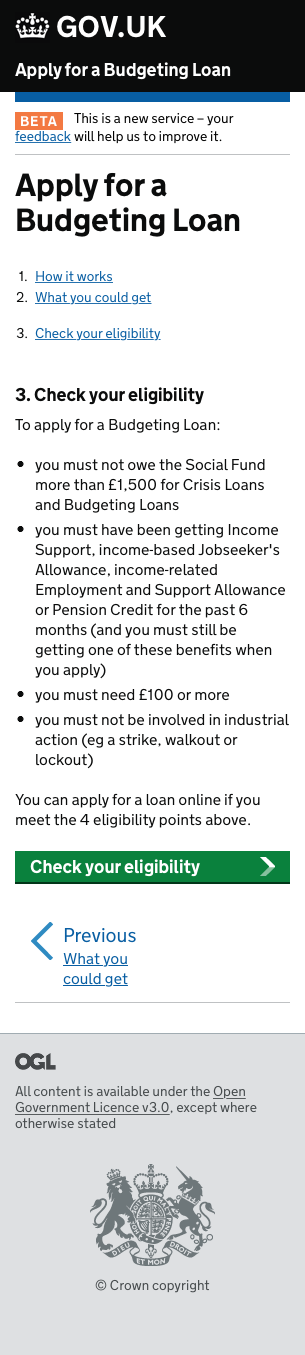 GOV.UK
Apply for a Budgeting Loan
BETA This is a new service – your
feedback will help us to improve it.
Apply for a
Budgeting Loan
1. How it works
2. What you could get
3. Check your eligibility
3. Check your eligibility
To apply for a Budgeting Loan:
• you must not owe the Social Fund
more than £1,500 for Crisis Loans
and Budgeting Loans
• you must have been getting Income
Support, income-based Jobseeker's
Allowance, income-related
Employment and Support Allowance
or Pension Credit for the past 6
months (and you must still be
getting one of these benefits when
you apply)
• you must need £100 or more
• you must not be involved in industrial
action (eg a strike, walkout or
lockout)
You can apply for a loan online if you
meet the 4 eligibility points above.
Check your eligibility
Previous
What you
could get
OGL
All content is available under the Open
Government Licence v3.0, except where
otherwise stated
DIEU ET MON DROIT
© Crown copyright